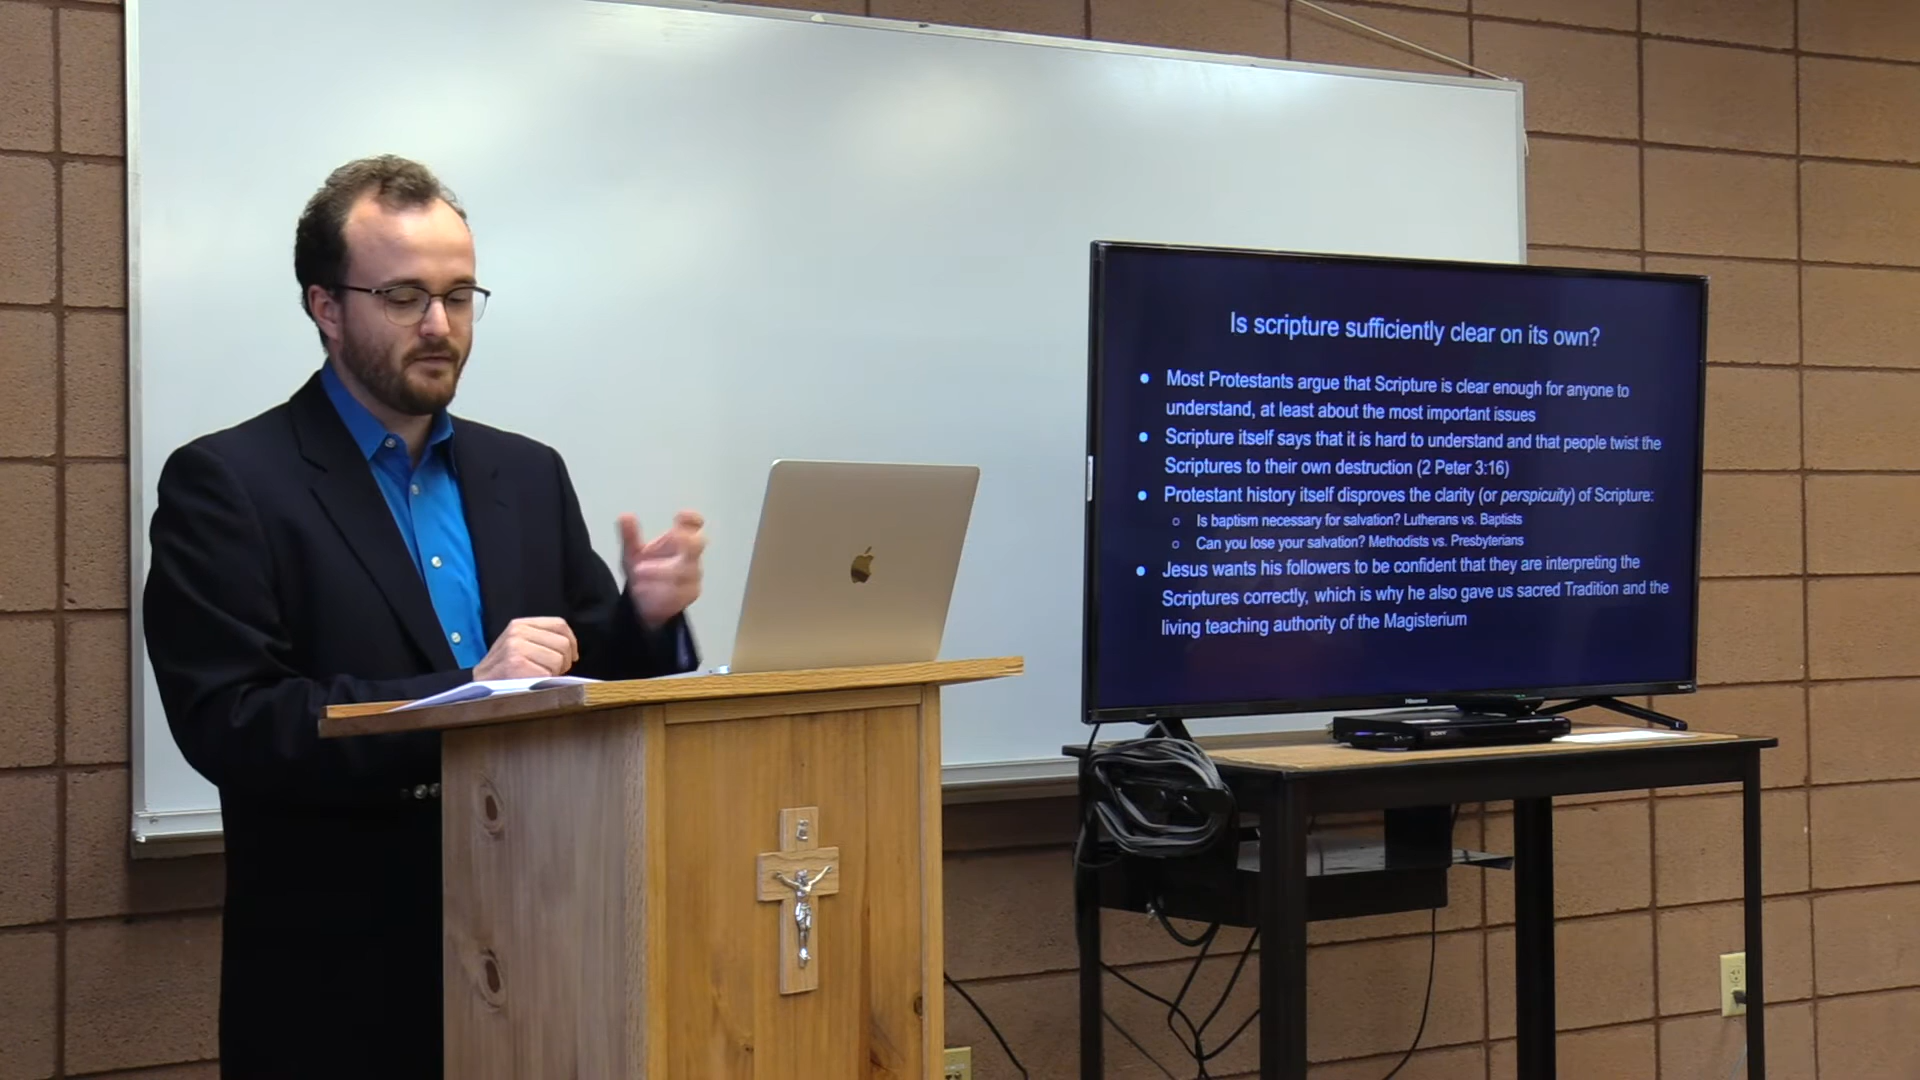 Is scripture sufficiently clear on its own?
● Most Protestants argue that Scripture is clear enough for anyone to
understand, at least about the most important issues
● Scripture itself says that it is hard to understand and that people twist the
Scriptures to their own destruction (2 Peter 3:16)
● Protestant history itself disproves the clarity (or perspicuity) of Scripture:
○ Is baptism necessary for salvation? Lutherans vs. Baptists
○ Can you lose your salvation? Methodists vs. Presbyterians
● Jesus wants his followers to be confident that they are interpreting the
Scriptures correctly, which is why he also gave us sacred Tradition and the
living teaching authority of the Magisterium
Hisense
SONY